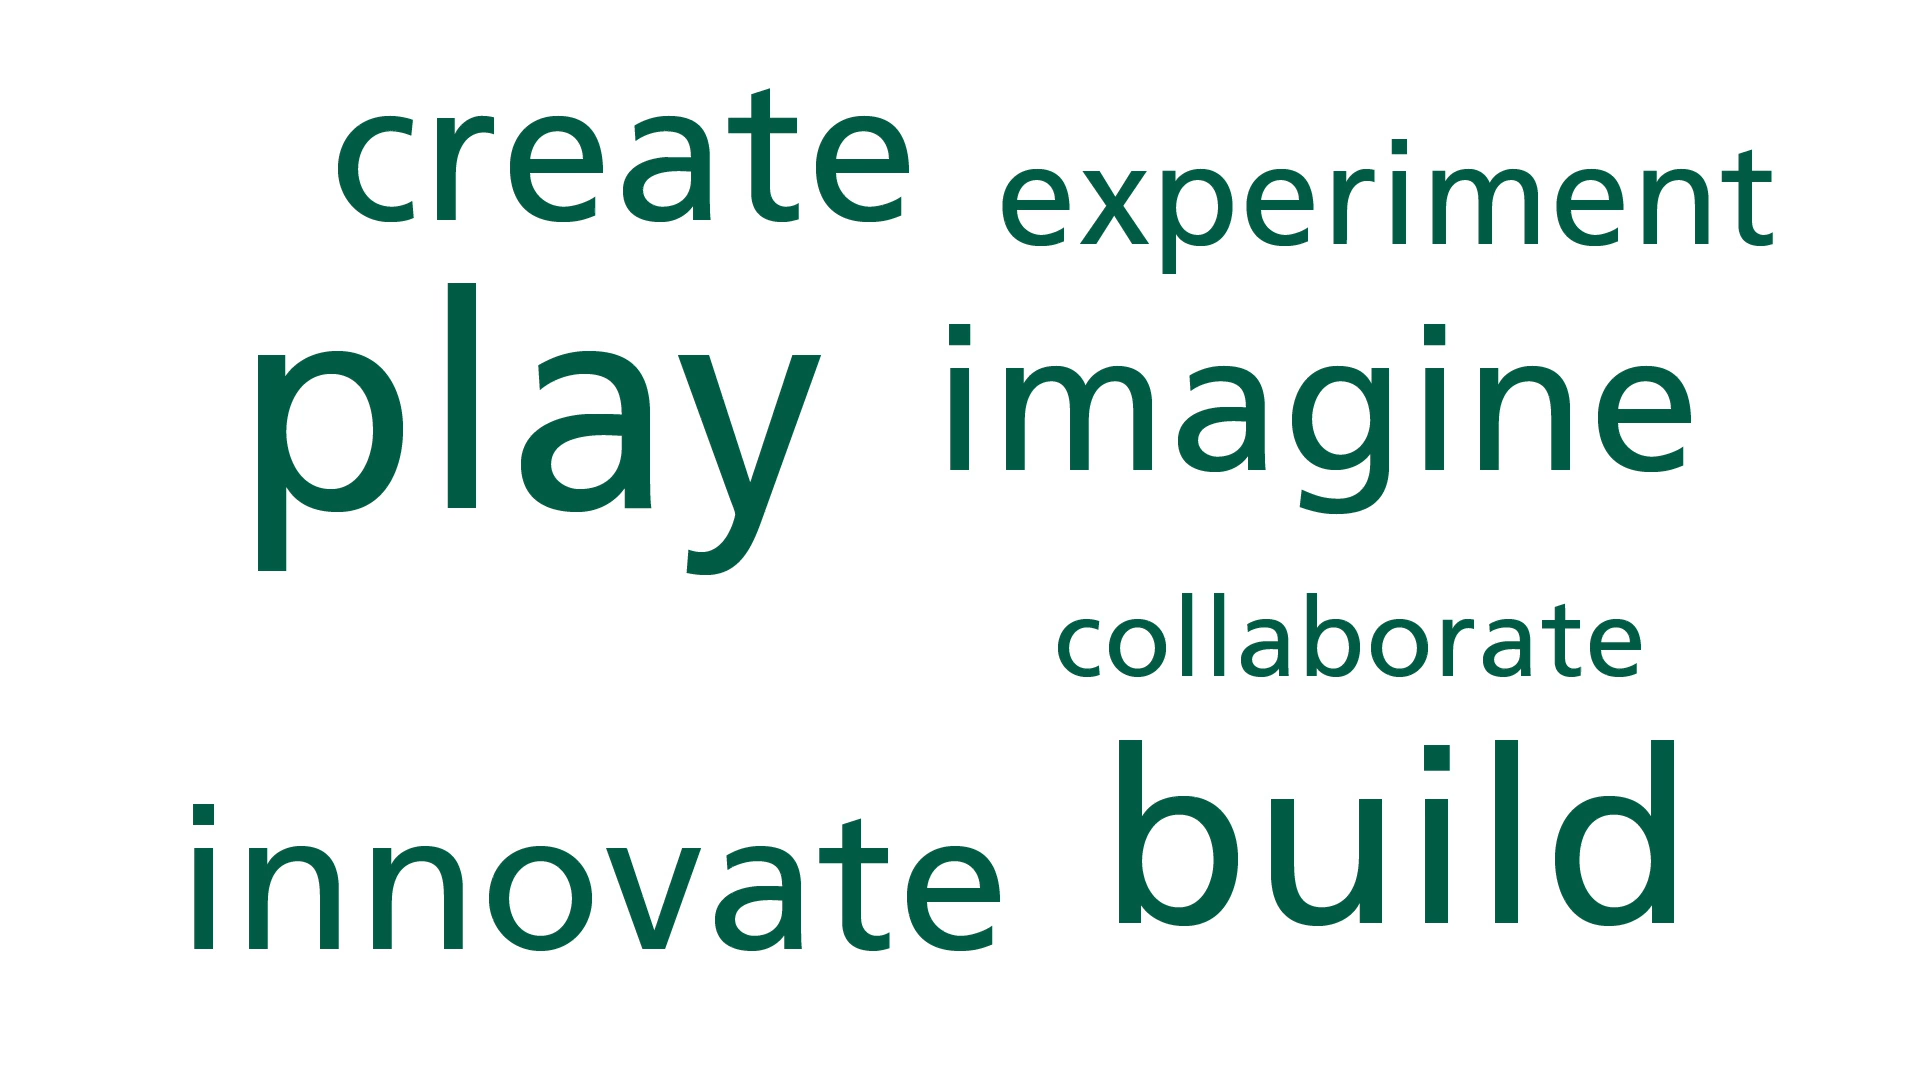 create
experiment
play
imagine
collaborate
innovate
build